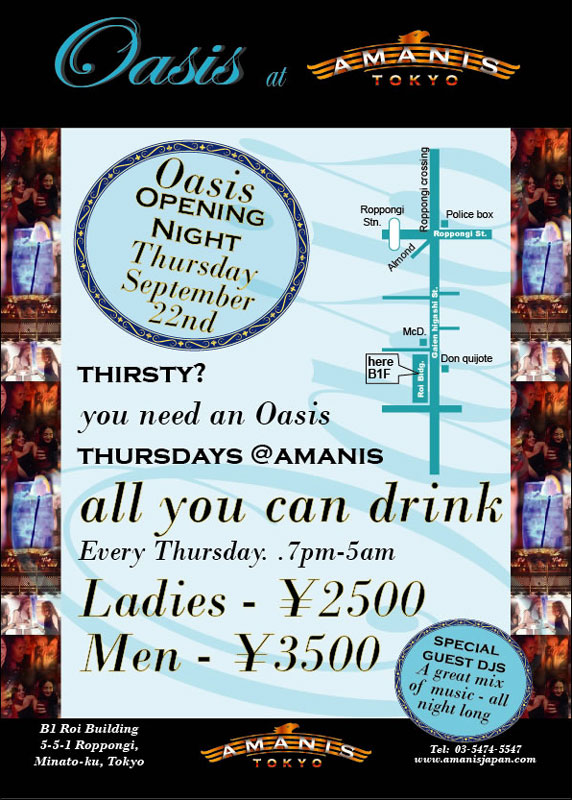 Oasis at AMANIS
TOKYO
Oasis
OPENING
NIGHT
Thursday
September
22nd
Roppongi crossing
Roppongi
Stn.
Police box
Roppongi St.
Almond
Gaien higashi St.
McD.
Don quijote
here
B1F
Roi Bldg.
THIRSTY?
you need an Oasis
THURSDAYS @AMANIS
all you can drink
Every Thursday. .7pm-5am
Ladies - ¥2500
Men - ¥3500
SPECIAL
GUEST DJS
A great mix
of music - all
night long
B1 Roi Building
5-5-1 Roppongi,
Minato-ku, Tokyo
AMANIS
TOKYO
Tel: 03-5474-5547
www.amanisjapan.com